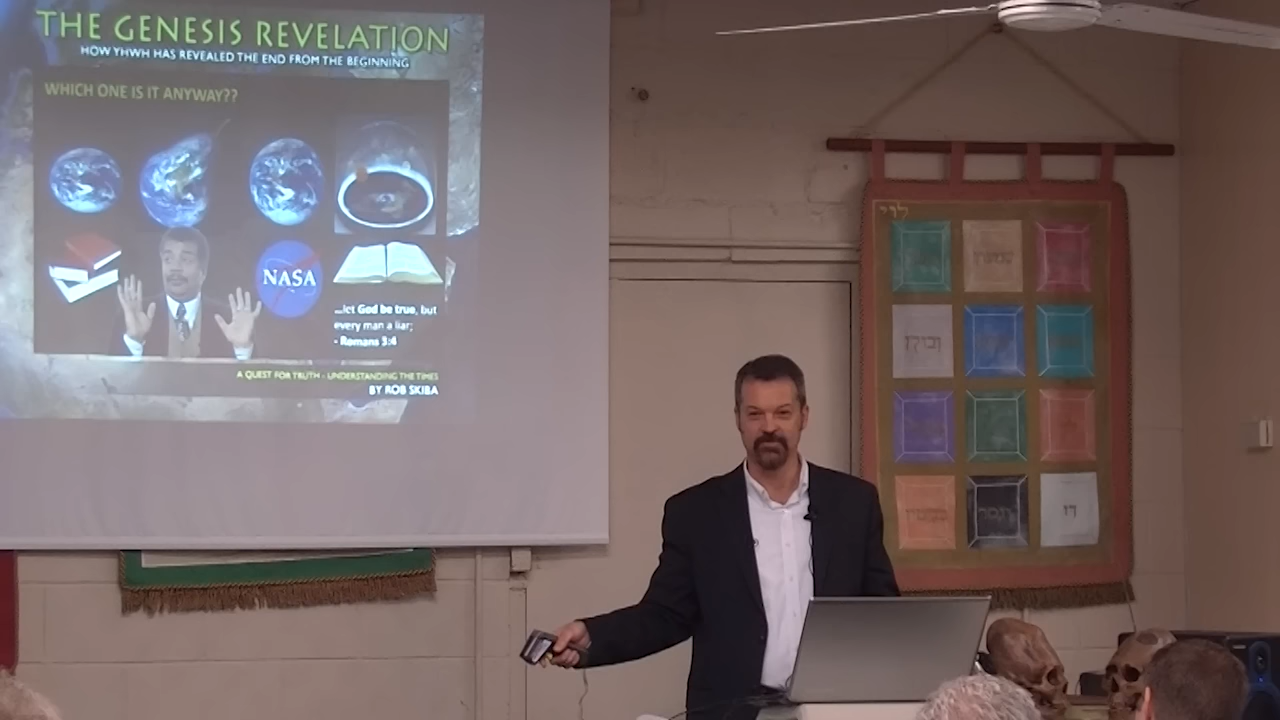 THE GENESIS REVELATION
HOW YHWH HAS REVEALED THE END FROM THE BEGINNING
WHICH ONE IS IT ANYWAY??
NASA
...let God be true, but
every man a liar;
- Romans 3:4
A QUEST FOR TRUTH - UNDERSTANDING THE TIMES
BY ROB SKIBA
לוי